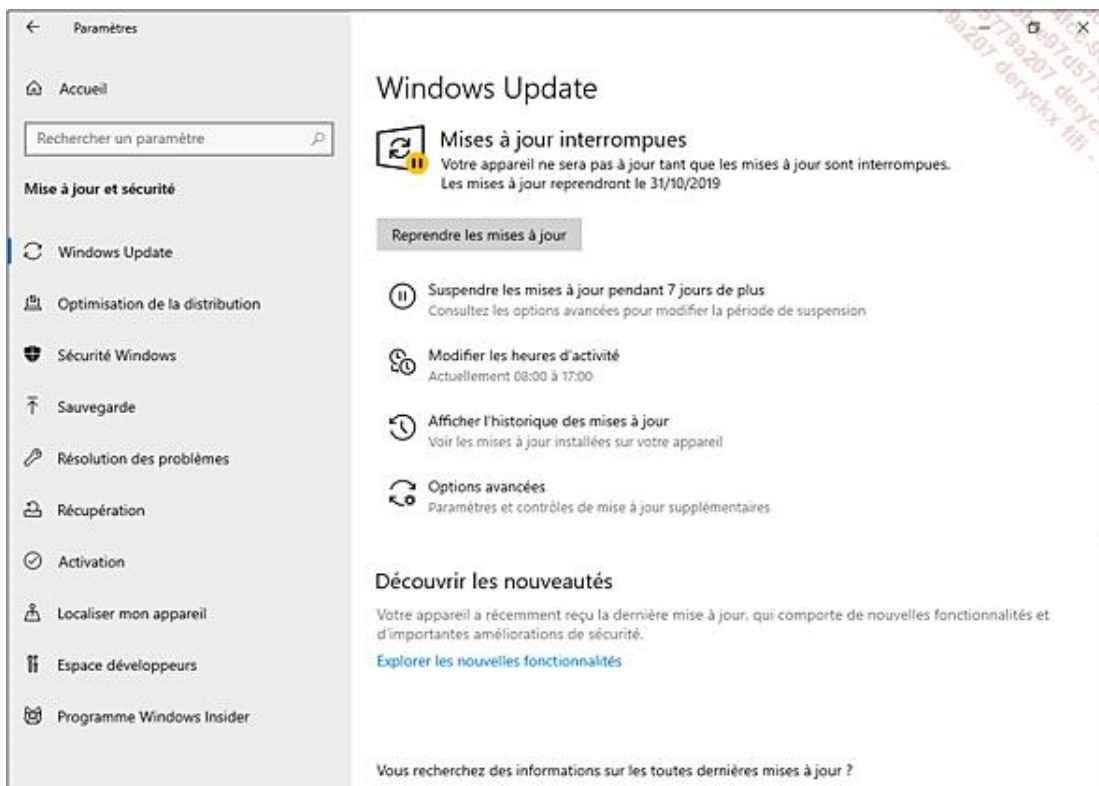 Paramètres
Accueil
Rechercher un paramètre
Mise à jour et sécurité
Windows Update
Optimisation de la distribution
Sécurité Windows
Sauvegarde
Résolution des problèmes
Récupération
Activation
Localiser mon appareil
Espace développeurs
Programme Windows Insider
Windows Update
Mises à jour interrompues
Votre appareil ne sera pas à jour tant que les mises à jour sont interrompues.
Les mises à jour reprendront le 31/10/2019
Reprendre les mises à jour
Suspendre les mises à jour pendant 7 jours de plus
Consultez les options avancées pour modifier la période de suspension
Modifier les heures d'activité
Actuellement 08:00 à 17:00
Afficher l'historique des mises à jour
Voir les mises à jour installées sur votre appareil
Options avancées
Paramètres et contrôles de mise à jour supplémentaires
Découvrir les nouveautés
Votre appareil a récemment reçu la dernière mise à jour, qui comporte de nouvelles fonctionnalités et
d'importantes améliorations de sécurité.
Explorer les nouvelles fonctionnalités
Vous recherchez des informations sur les toutes dernières mises à jour ?